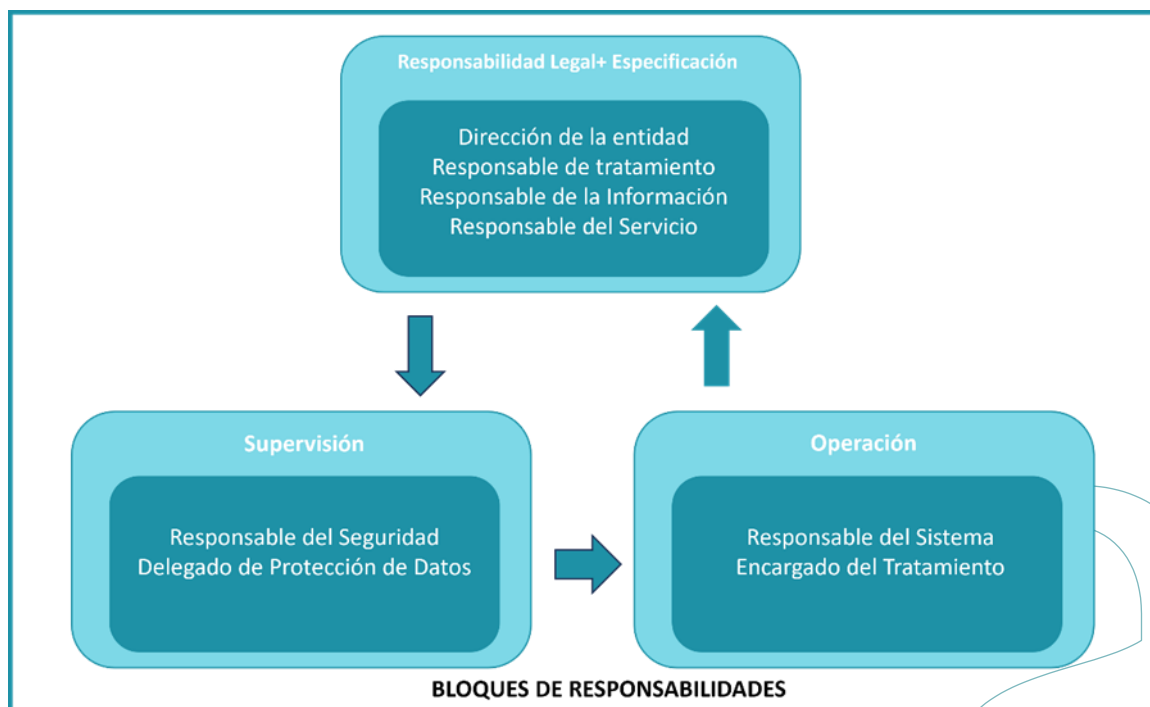 Responsabilidad Legal+ Especificación
Dirección de la entidad
Responsable de tratamiento
Responsable de la Información
Responsable del Servicio
Supervisión
Responsable del Seguridad
Delegado de Protección de Datos
Operación
Responsable del Sistema
Encargado del Tratamiento
BLOQUES DE RESPONSABILIDADES